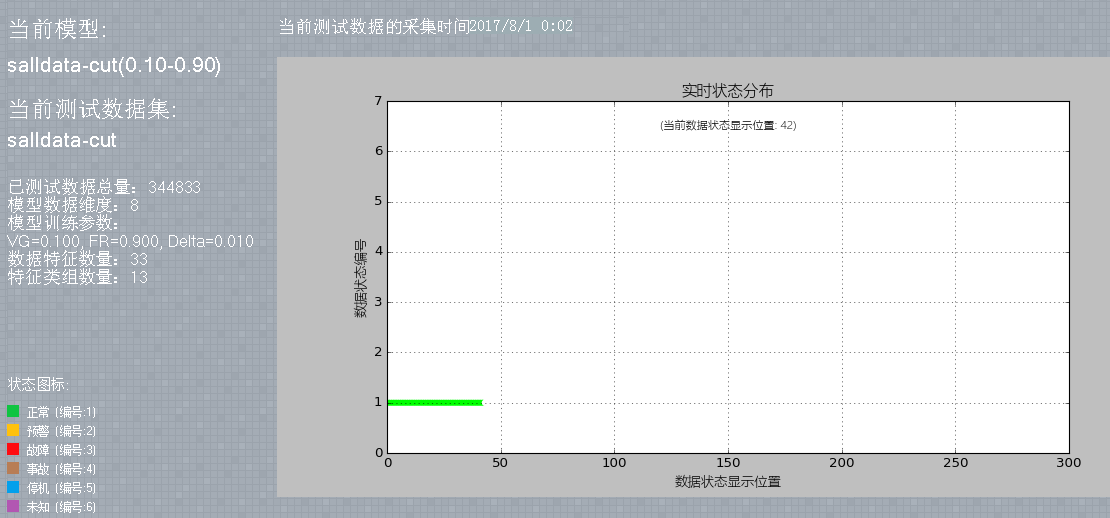 当前模型:
salldata-cut(0.10-0.90)
当前测试数据集:
salldata-cut
已测试数据总量：344833
模型数据维度：8
模型训练参数：
VG=0.100, FR=0.900, Delta=0.010
数据特征数量：33
特征类组数量：13
状态图标:
正常 (编号:1)
预警 (编号:2)
故障 (编号:3)
事故 (编号:4)
停机 (编号:5)
未知 (编号:6)
当前测试数据的采集时间2017/8/1 0:02
实时状态分布
(当前数据状态显示位置: 42)
数据状态编号
7
6
5
4
3
2
1
0
0 50 100 150 200 250 300
数据状态显示位置